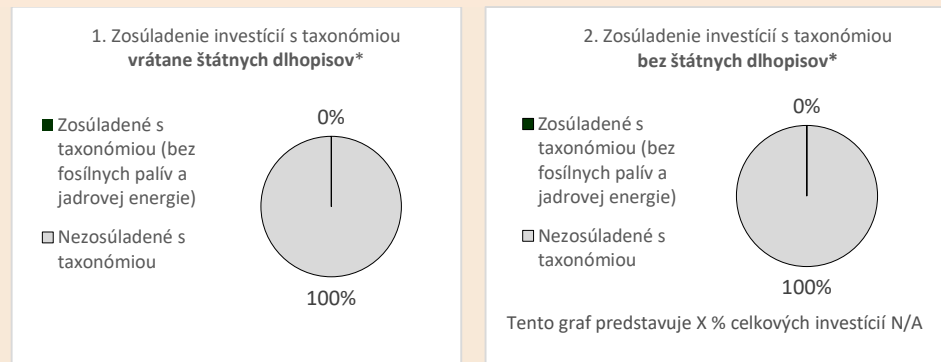 1. Zosúladenie investícií s taxonómiou
vrátane štátnych dlhopisov*
Zosúladené s
taxonómiou (bez
fosílnych palív a
jadrovej energie)
Nezosúladené s
taxonómiou
0%
100%
2. Zosúladenie investícií s taxonómiou
bez štátnych dlhopisov*
Zosúladené s
taxonómiou (bez
fosílnych palív a
jadrovej energie)
Nezosúladené s
taxonómiou
0%
100%
Tento graf predstavuje X % celkových investícií N/A